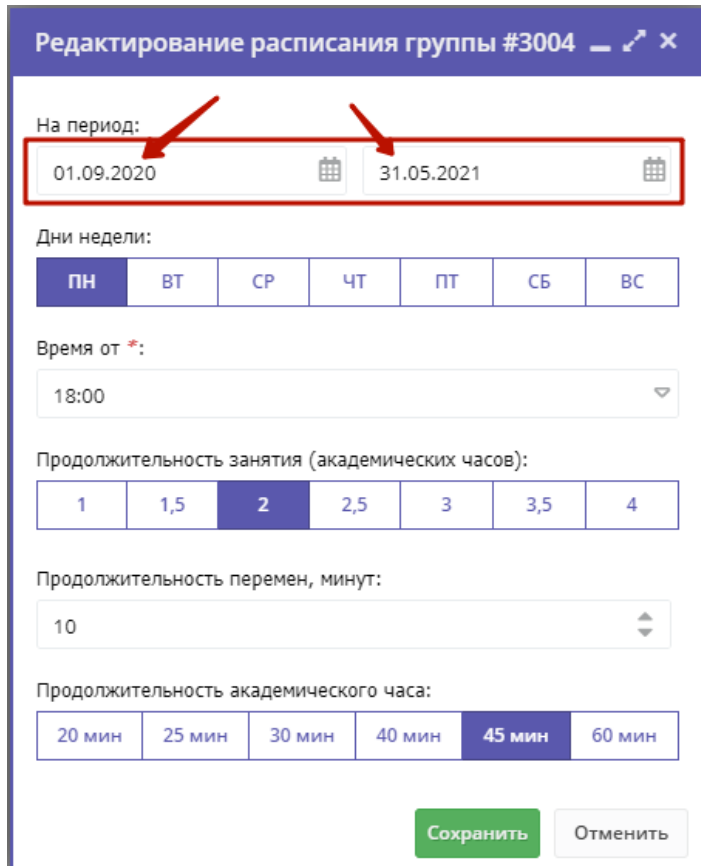 Редактирование расписания группы #3004
На период:
01.09.2020 31.05.2021
Дни недели:
ПН ВТ СР ЧТ ПТ СБ ВС
Время от *:
18:00
Продолжительность занятия (академических часов):
1 1,5 2 2,5 3 3,5 4
Продолжительность перемен, минут:
10
Продолжительность академического часа:
20 мин 25 мин 30 мин 40 мин 45 мин 60 мин
Сохранить Отменить